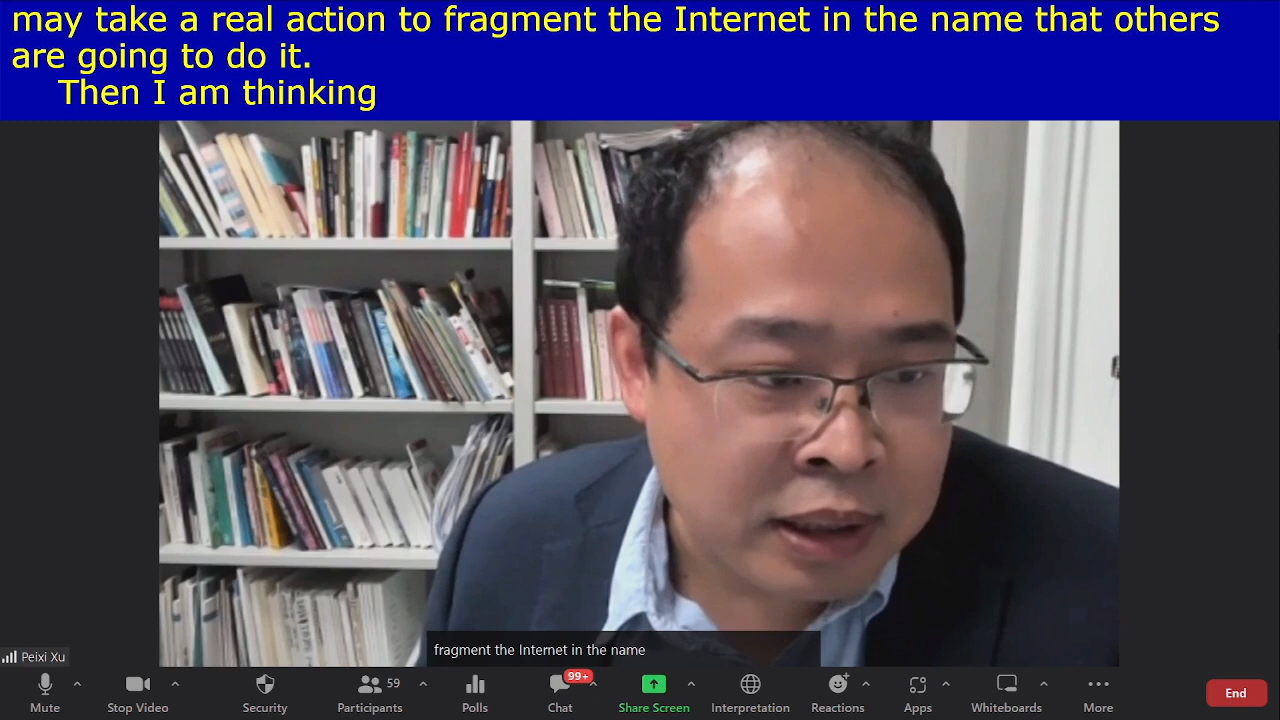 may take a real action to fragment the Internet in the name that others
are going to do it.
Then I am thinking
fragment the Internet in the name
Peixi Xu
59
99+
Mute
Stop Video
Security
Participants
Polls
Chat
Share Screen
Interpretation
Reactions
Apps
Whiteboards
More
End